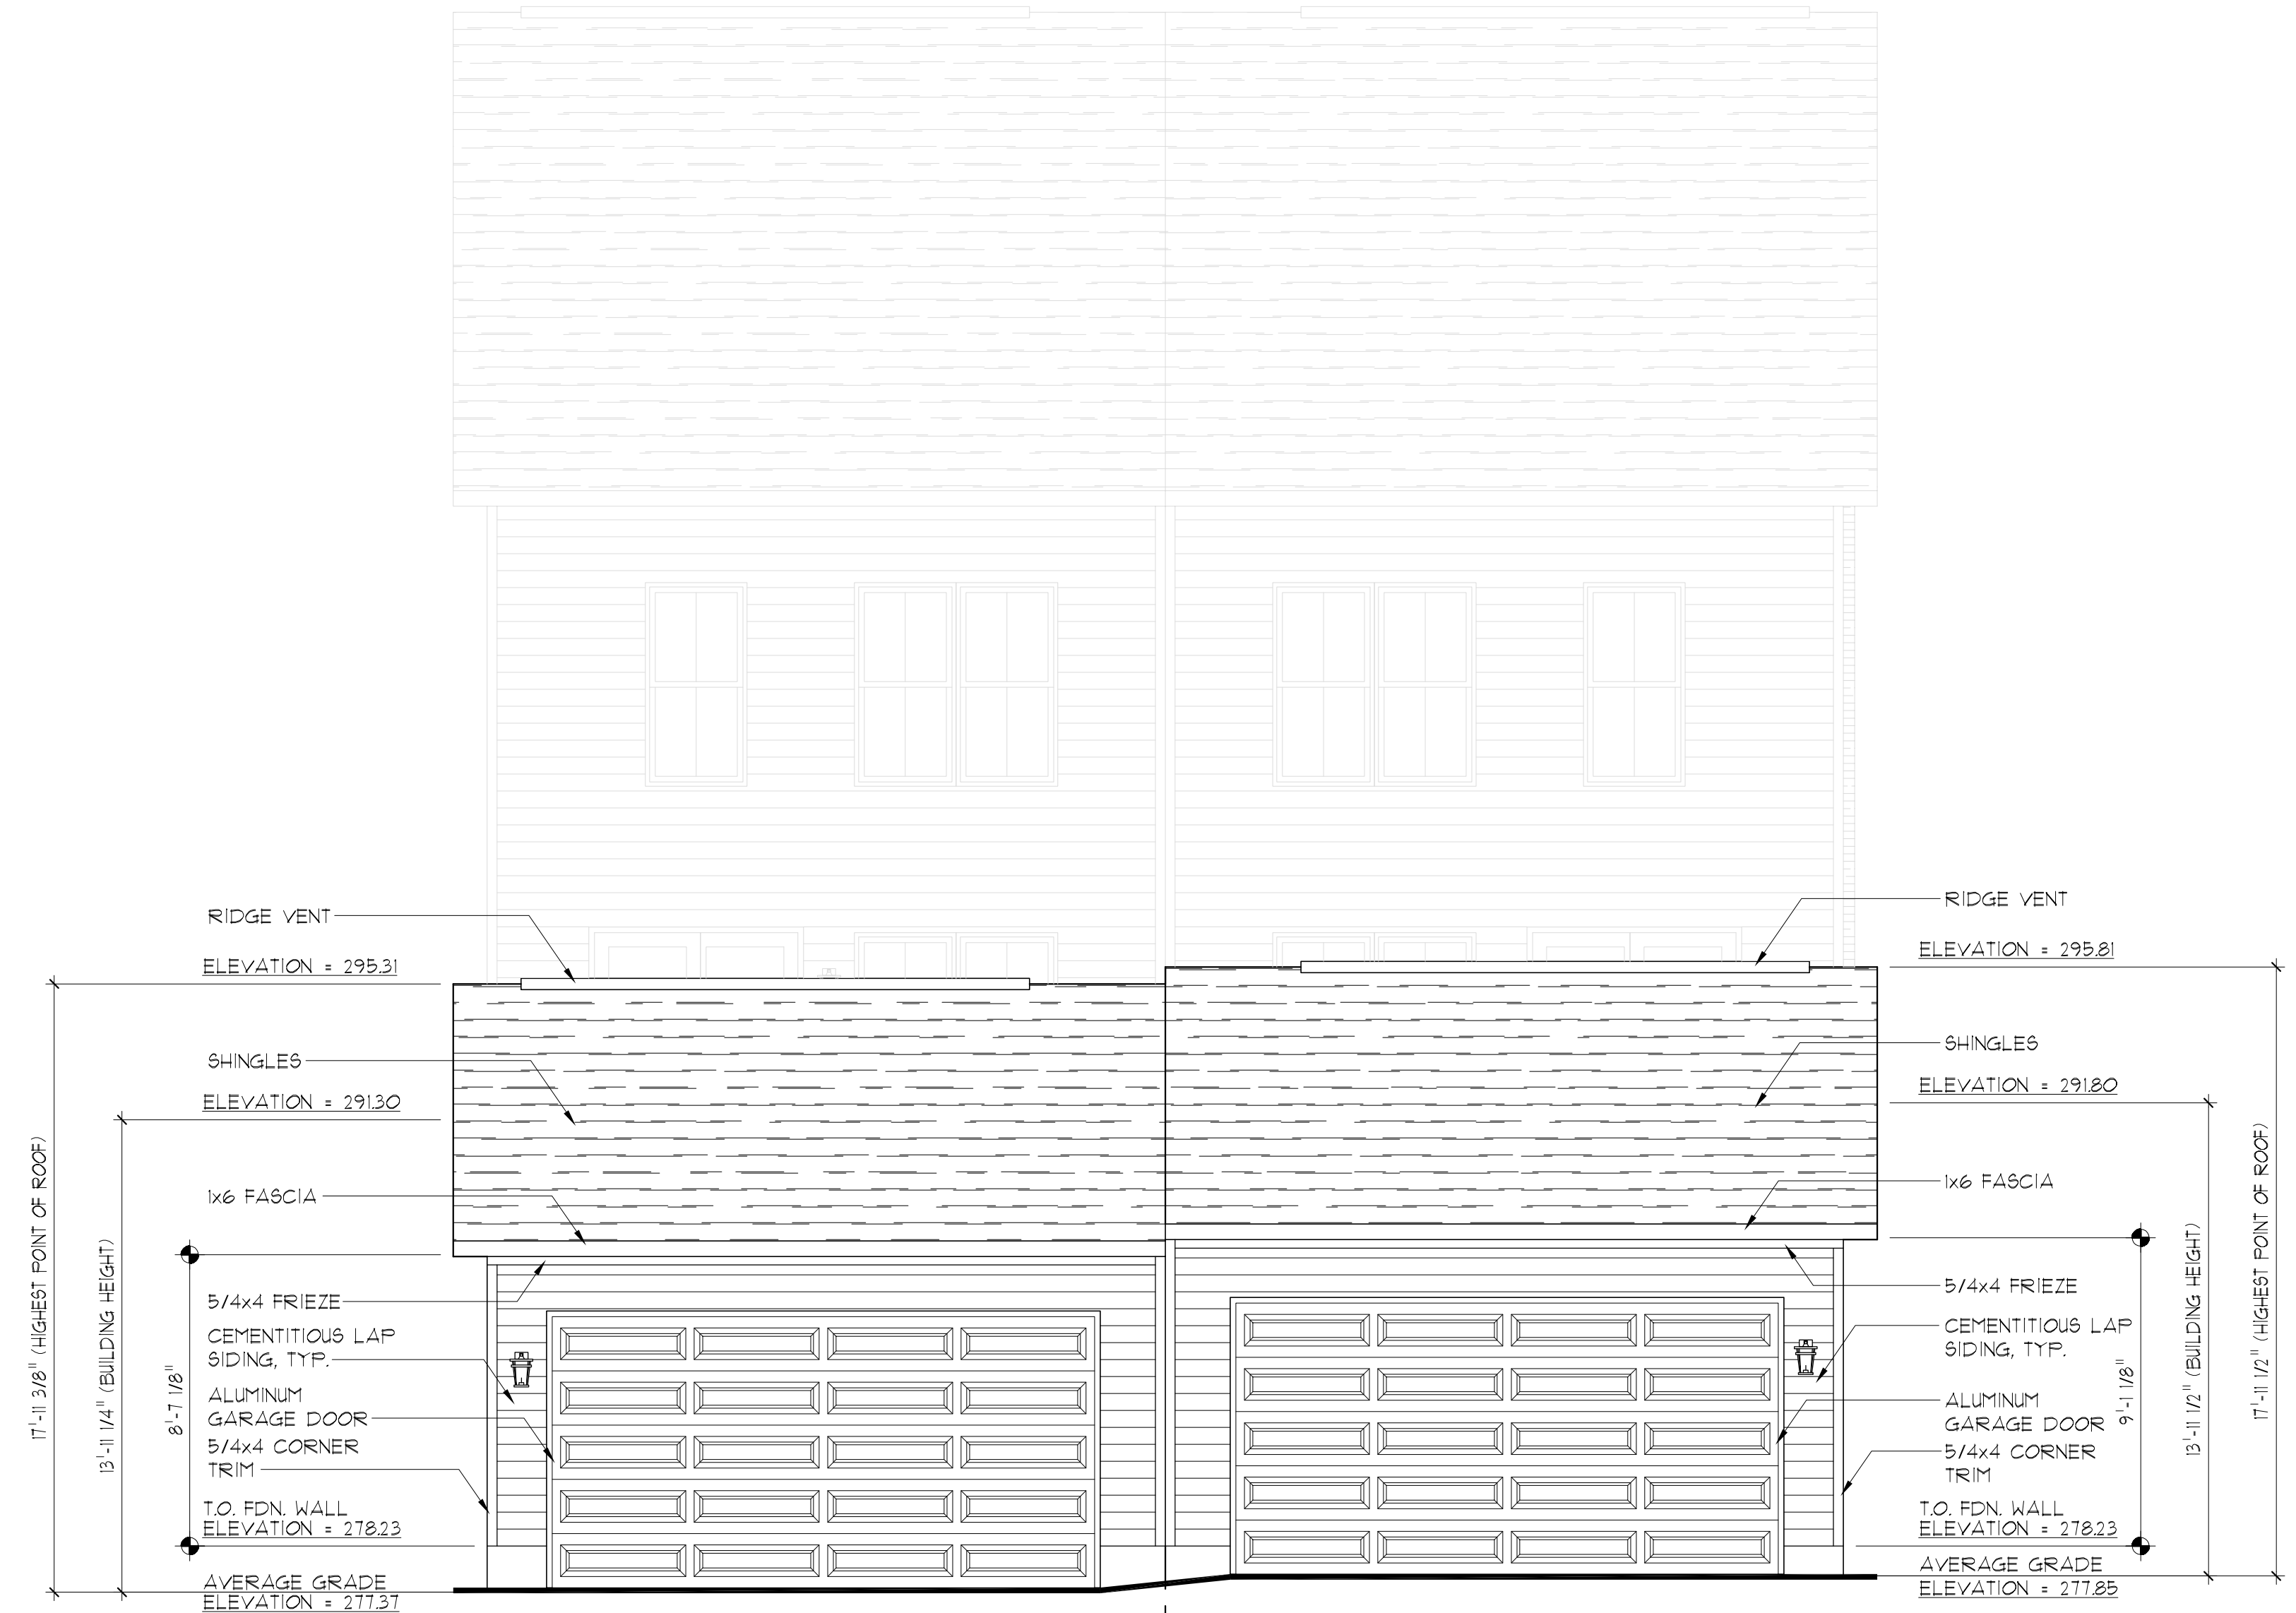 RIDGE VENT
ELEVATION = 295.31
SHINGLES
ELEVATION = 291.30
1x6 FASCIA
5/4x4 FRIEZE
CEMENTITIOUS LAP
SIDING, TYP.
ALUMINUM
GARAGE DOOR
5/4x4 CORNER
TRIM
T.O. FDN. WALL
ELEVATION = 278.23
AVERAGE GRADE
ELEVATION = 277.37
17'-11 3/8" (HIGHEST POINT OF ROOF)
13'-11 1/4" (BUILDING HEIGHT)
8'-7 1/8"
RIDGE VENT
ELEVATION = 295.81
SHINGLES
ELEVATION = 291.80
1x6 FASCIA
5/4x4 FRIEZE
CEMENTITIOUS LAP
SIDING, TYP.
ALUMINUM
GARAGE DOOR
5/4x4 CORNER
TRIM
T.O. FDN. WALL
ELEVATION = 278.23
AVERAGE GRADE
ELEVATION = 277.85
9'-1 1/8"
13'-11 1/2" (BUILDING HEIGHT)
17'-11 1/2" (HIGHEST POINT OF ROOF)